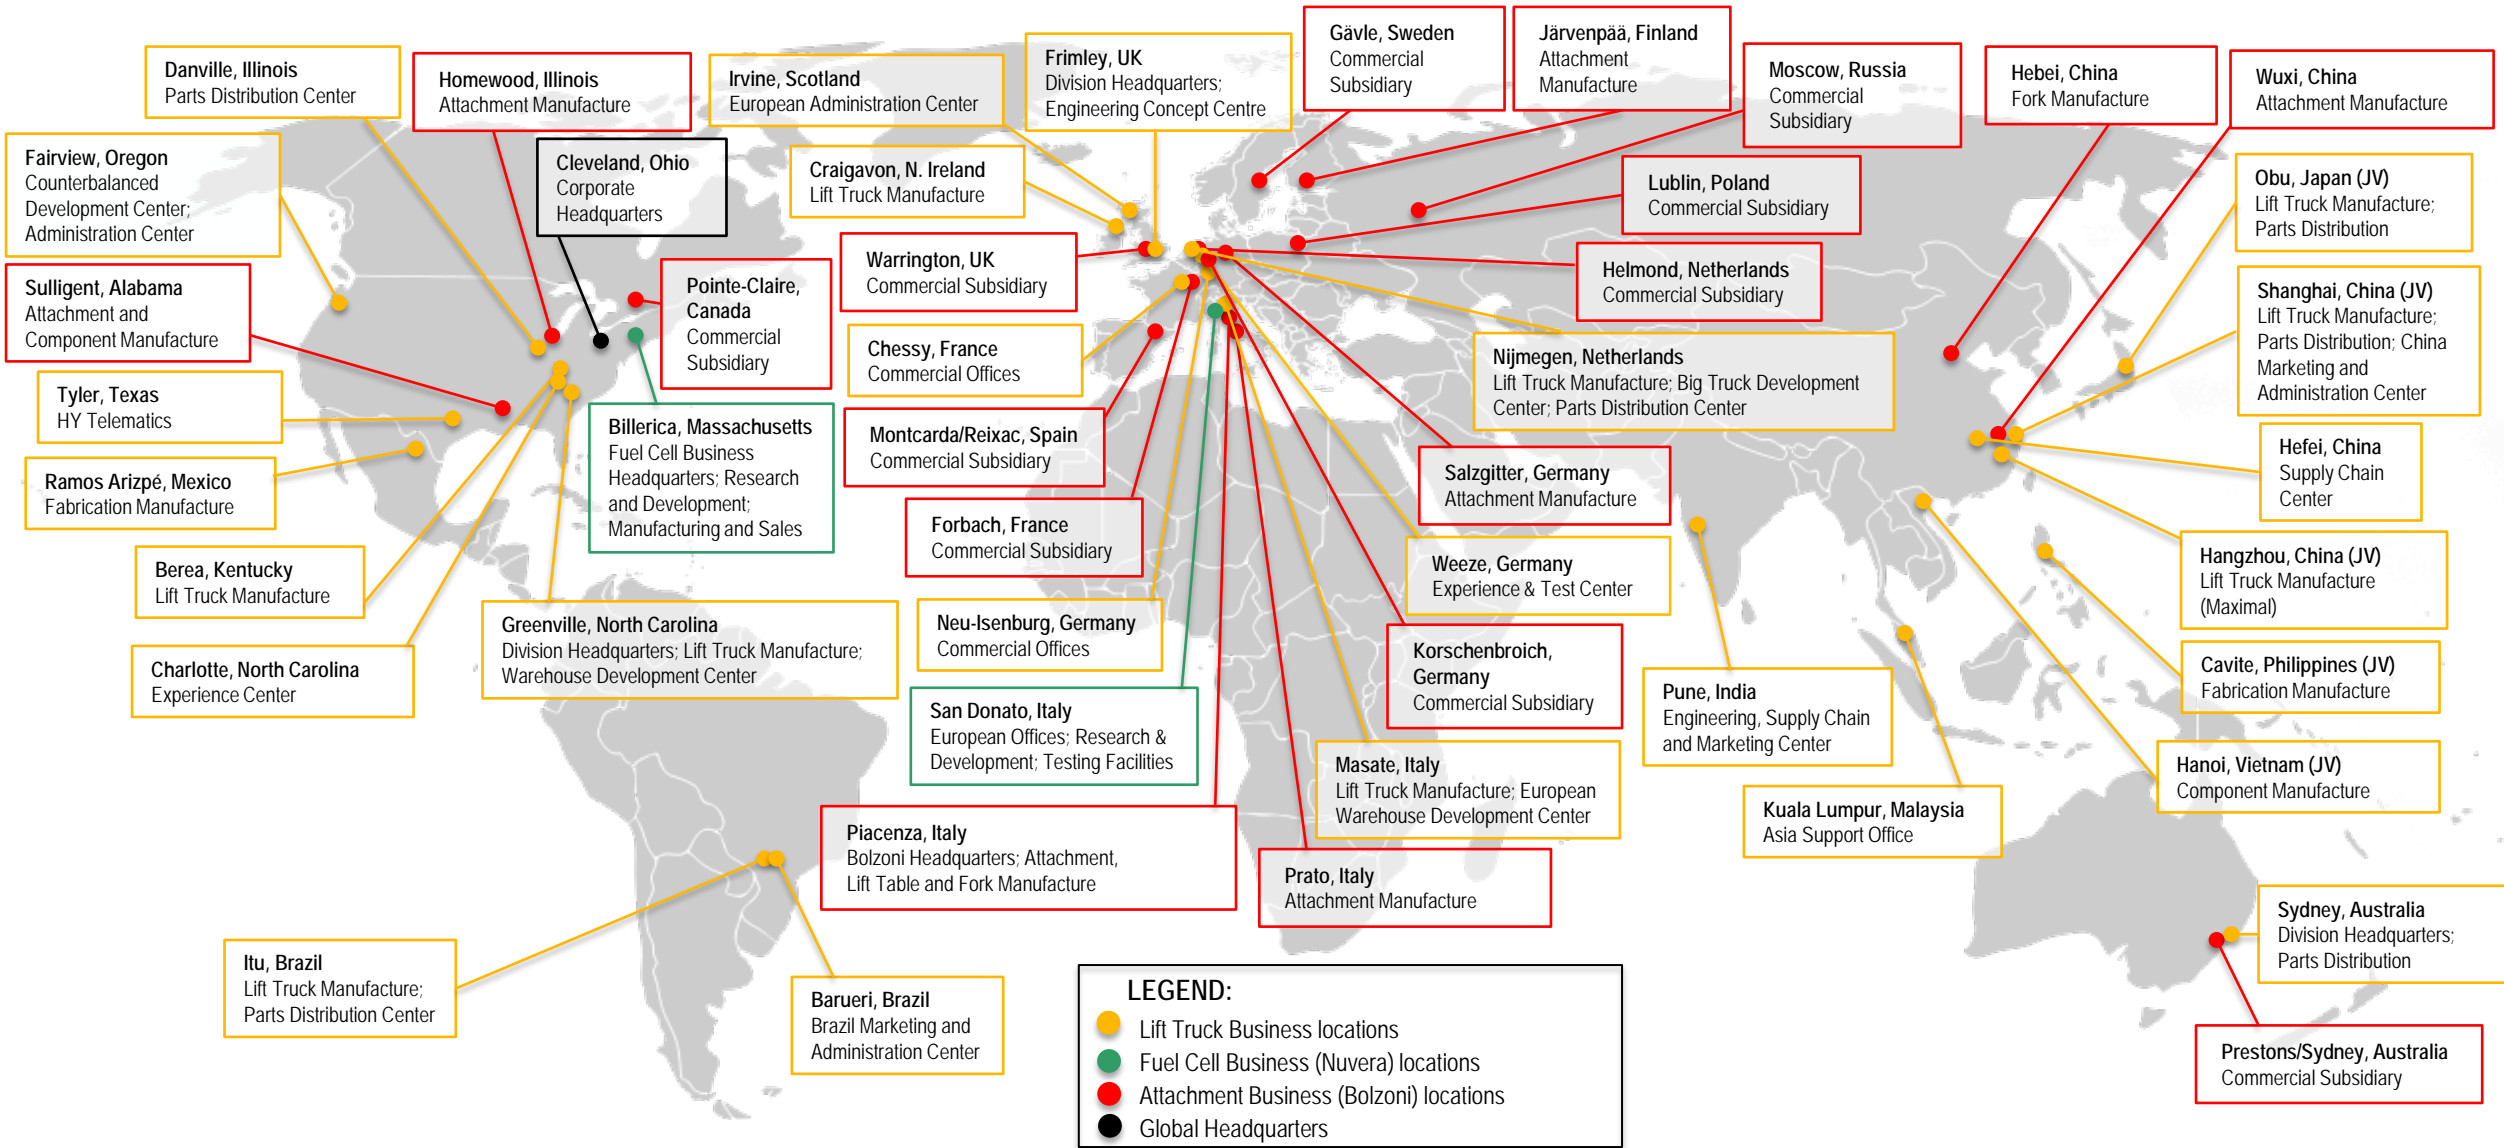 Danville, Illinois
Parts Distribution Center
Homewood, Illinois
Attachment Manufacture
Irvine, Scotland
European Administration Center
Frimley, UK
Division Headquarters;
Engineering Concept Centre
Gävle, Sweden
Commercial
Subsidiary
Järvenpää, Finland
Attachment
Manufacture
Moscow, Russia
Commercial
Subsidiary
Hebei, China
Fork Manufacture
Wuxi, China
Attachment Manufacture
Fairview, Oregon
Counterbalanced
Development Center;
Administration Center
Cleveland, Ohio
Corporate
Headquarters
Craigavon, N. Ireland
Lift Truck Manufacture
Lublin, Poland
Commercial Subsidiary
Obu, Japan (JV)
Lift Truck Manufacture;
Parts Distribution
Sulligent, Alabama
Attachment and
Component Manufacture
Pointe-Claire,
Canada
Commercial
Subsidiary
Warrington, UK
Commercial Subsidiary
Helmond, Netherlands
Commercial Subsidiary
Shanghai, China (JV)
Lift Truck Manufacture;
Parts Distribution; China
Marketing and
Administration Center
Chessy, France
Commercial Offices
Nijmegen, Netherlands
Lift Truck Manufacture; Big Truck Development
Center; Parts Distribution Center
Tyler, Texas
HY Telematics
Billerica, Massachusetts
Fuel Cell Business
Headquarters; Research
and Development;
Manufacturing and Sales
Montcarda/Reixac, Spain
Commercial Subsidiary
Salzgitter, Germany
Attachment Manufacture
Hefei, China
Supply Chain
Center
Ramos Arizpé, Mexico
Fabrication Manufacture
Forbach, France
Commercial Subsidiary
Weeze, Germany
Experience & Test Center
Hangzhou, China (JV)
Lift Truck Manufacture
(Maximal)
Berea, Kentucky
Lift Truck Manufacture
Greenville, North Carolina
Division Headquarters; Lift Truck Manufacture;
Warehouse Development Center
Neu-Isenburg, Germany
Commercial Offices
Korschenbroich,
Germany
Commercial Subsidiary
Charlotte, North Carolina
Experience Center
Pune, India
Engineering, Supply Chain
and Marketing Center
Cavite, Philippines (JV)
Fabrication Manufacture
San Donato, Italy
European Offices; Research &
Development; Testing Facilities
Masate, Italy
Lift Truck Manufacture; European
Warehouse Development Center
Kuala Lumpur, Malaysia
Asia Support Office
Hanoi, Vietnam (JV)
Component Manufacture
Piacenza, Italy
Bolzoni Headquarters; Attachment,
Lift Table and Fork Manufacture
Prato, Italy
Attachment Manufacture
Sydney, Australia
Division Headquarters;
Parts Distribution
Itu, Brazil
Lift Truck Manufacture;
Parts Distribution Center
Barueri, Brazil
Brazil Marketing and
Administration Center
Prestons/Sydney, Australia
Commercial Subsidiary
LEGEND:
Lift Truck Business locations
Fuel Cell Business (Nuvera) locations
Attachment Business (Bolzoni) locations
Global Headquarters